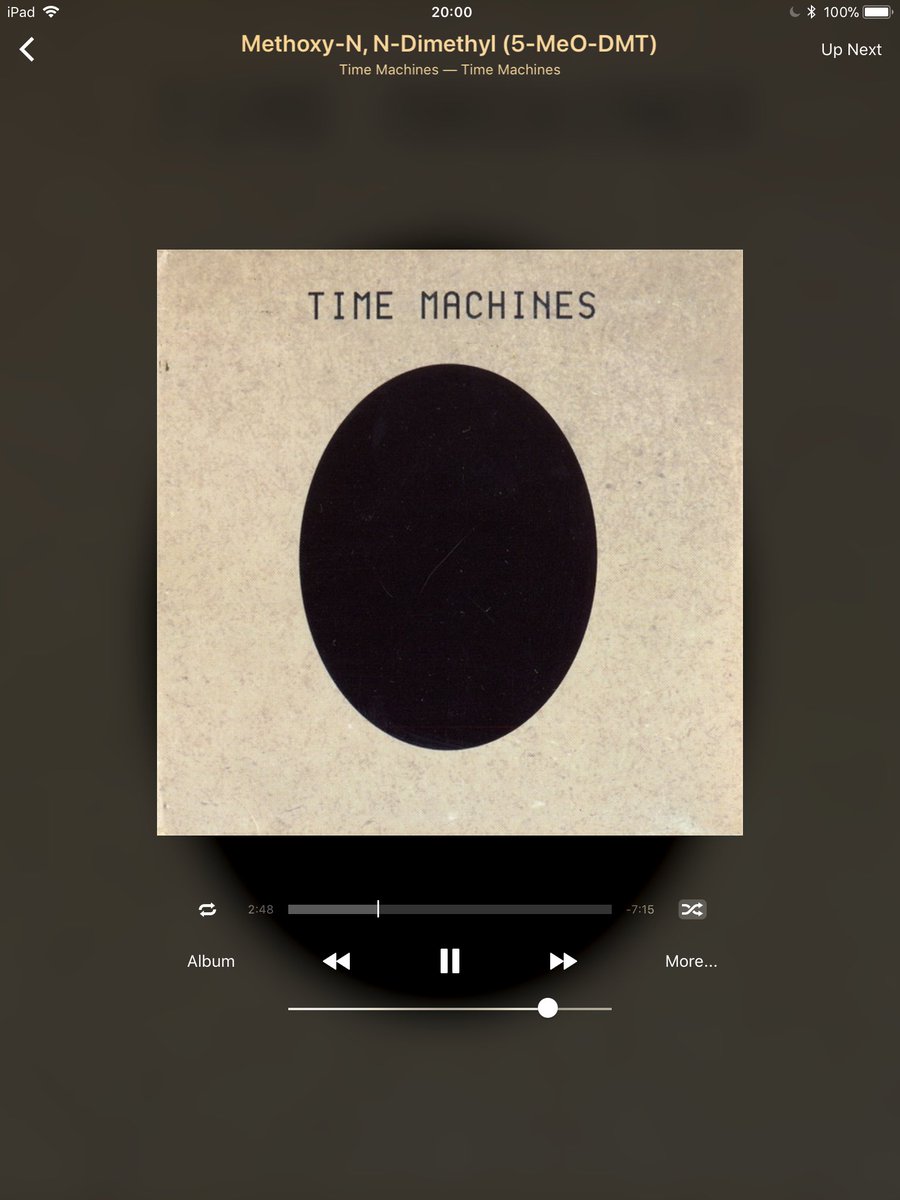 iPad 20:00 100%
Methoxy-N, N-Dimethyl (5-MeO-DMT)
Up Next
Time Machines — Time Machines
TIME MACHINES
2:48 -7:15
Album More...